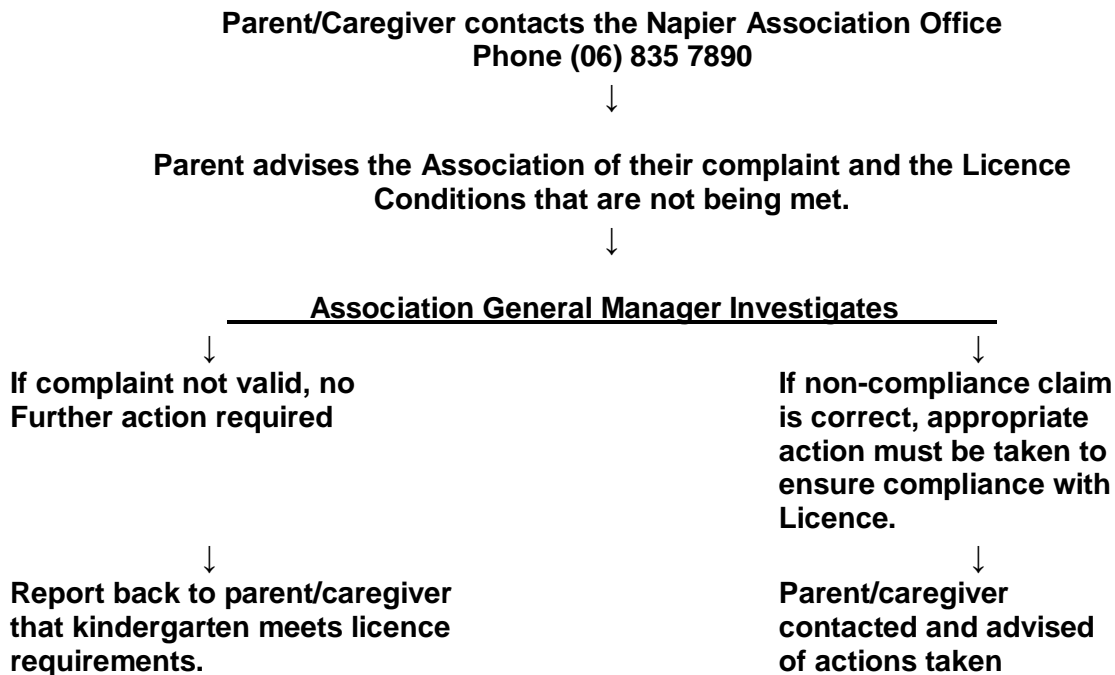 Parent/Caregiver contacts the Napier Association Office
Phone (06) 835 7890
↓
Parent advises the Association of their complaint and the Licence
Conditions that are not being met.
↓
Association General Manager Investigates
↓
If complaint not valid, no
Further action required
↓
Report back to parent/caregiver
that kindergarten meets licence
requirements.
↓
If non-compliance claim
is correct, appropriate
action must be taken to
ensure compliance with
Licence.
↓
Parent/caregiver
contacted and advised
of actions taken